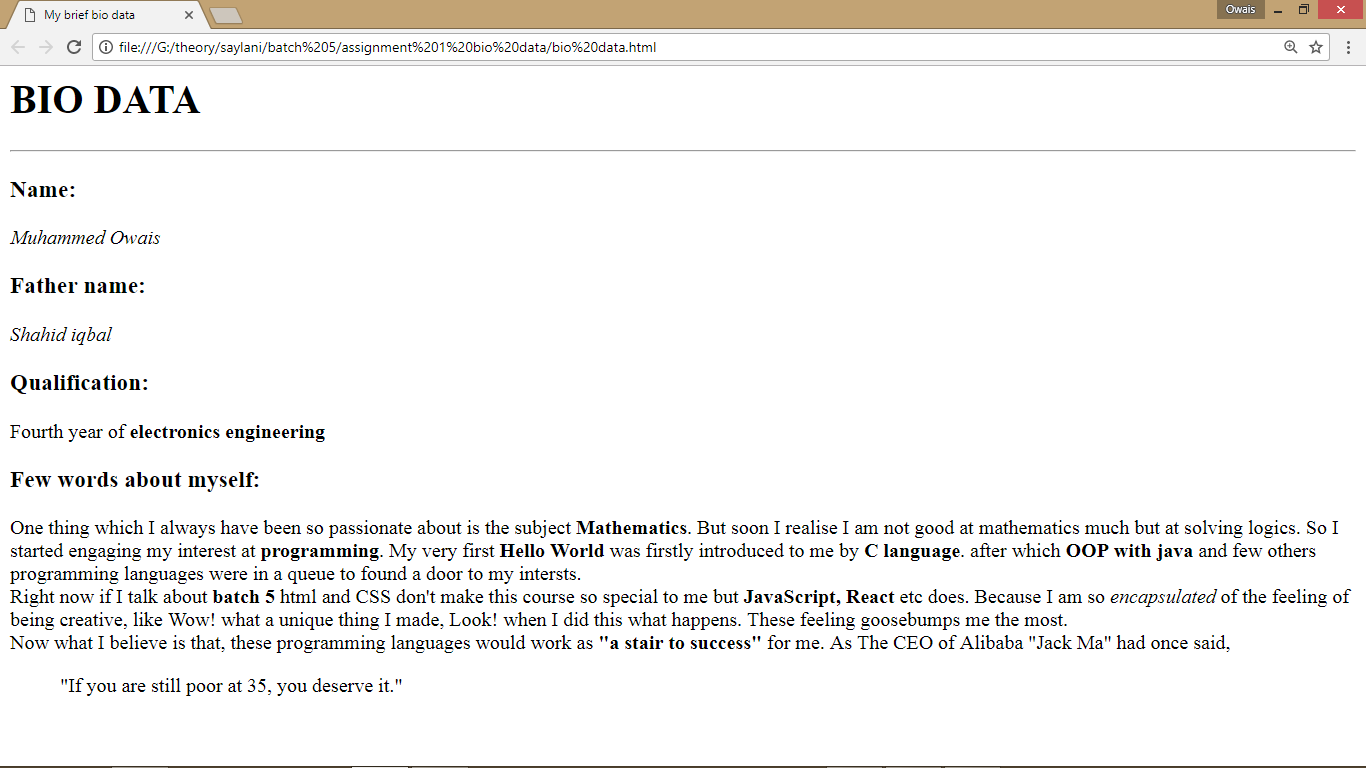 My brief bio data
Owais
file:///G:/theory/saylani/batch%205/assignment%201%20bio%20data/bio%20data.html
BIO DATA
Name:
Muhammed Owais
Father name:
Shahid iqbal
Qualification:
Fourth year of electronics engineering
Few words about myself:
One thing which I always have been so passionate about is the subject Mathematics. But soon I realise I am not good at mathematics much but at solving logics. So I
started engaging my interest at programming. My very first Hello World was firstly introduced to me by C language. after which OOP with java and few others
programming languages were in a queue to found a door to my intersts.
Right now if I talk about batch 5 html and CSS don't make this course so special to me but JavaScript, React etc does. Because I am so encapsulated of the feeling of
being creative, like Wow! what a unique thing I made, Look! when I did this what happens. These feeling goosebumps me the most.
Now what I believe is that, these programming languages would work as "a stair to success" for me. As The CEO of Alibaba "Jack Ma" had once said,
"If you are still poor at 35, you deserve it."